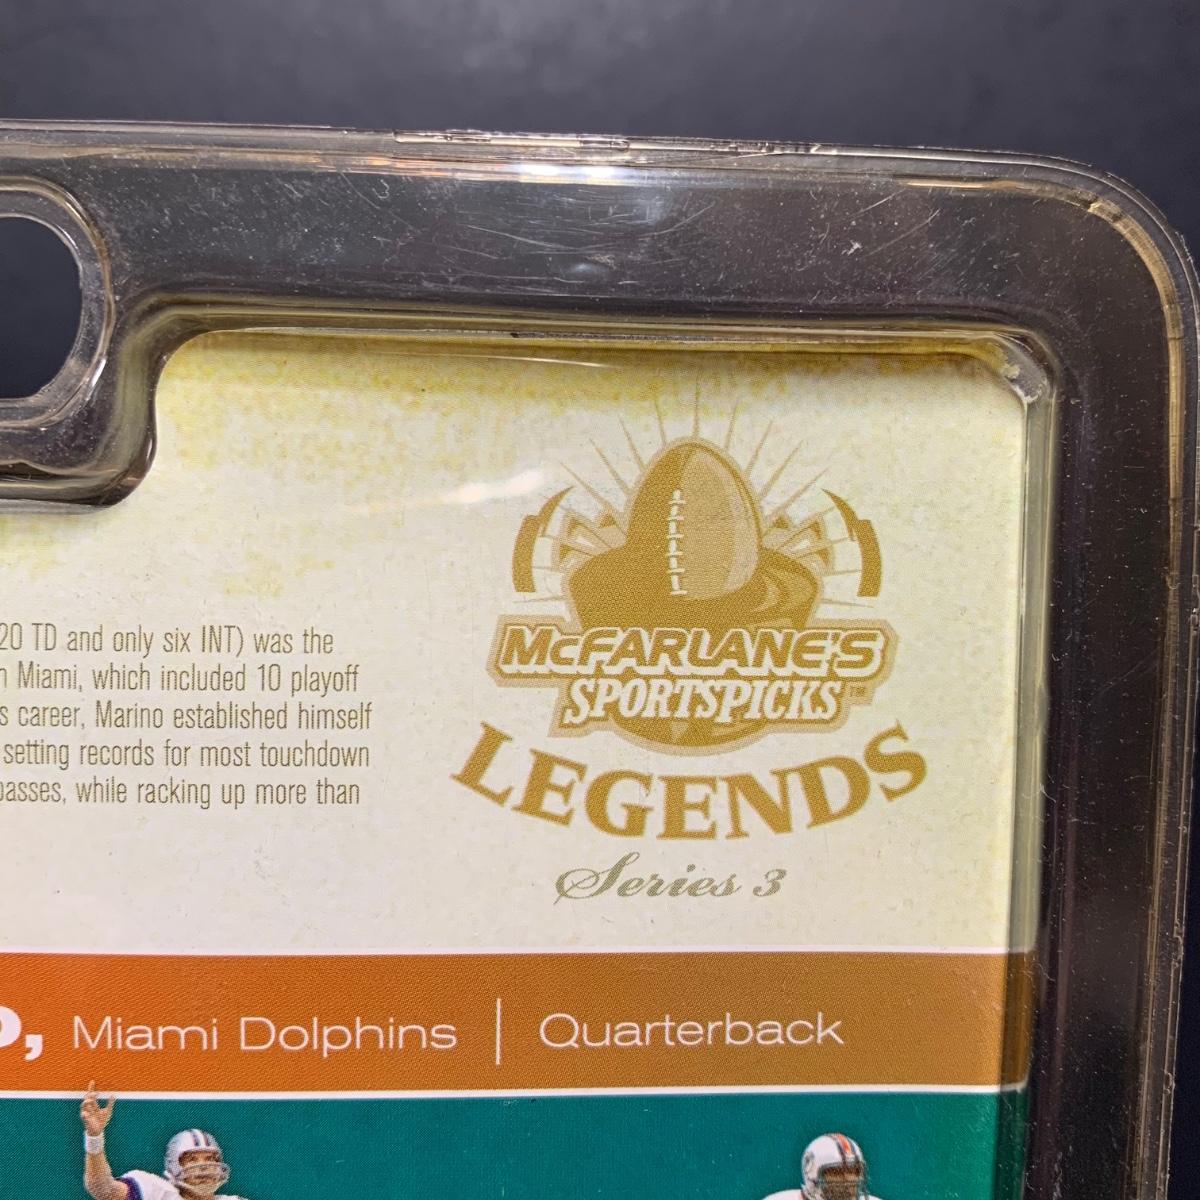 20 TD and only six INT) was the
Miami, which included 10 playoff
s career, Marino established himself
setting records for most touchdown
passes, while racking up more than
McFARLANE'S
SPORTSPICKS™
LEGENDS
Series 3
, Miami Dolphins | Quarterback